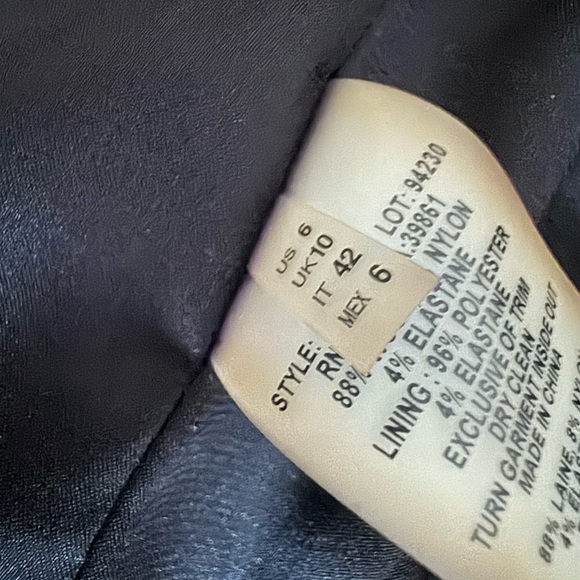 US 6
UK10
IT 42
MEX 6
LOT: 94230
STYLE:
RN :39861
88% NYLON
4% ELASTANE
LINING : 96% POLYESTER
4% ELASTANE
EXCLUSIVE OF TRIM
DRY CLEAN
TURN GARMENT INSIDE OUT
MADE IN CHINA
88% LAINE, 8%
4%